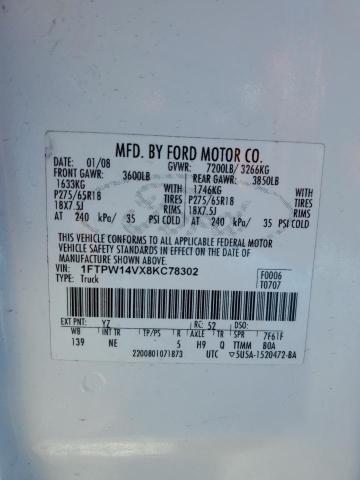 MFD. BY FORD MOTOR CO.
DATE: 01/08 GVWR: 7200LB/ 3266KG
FRONT GAWR: 3600LB REAR GAWR: 3850LB
1633KG 1746KG
P275/65R18 TIRES P275/65R18 TIRES
18X7.5J RIMS 18X7.5J RIMS
AT 240 kPa/ 35 PSI COLD AT 240 kPa/ 35 PSI COLD
THIS VEHICLE CONFORMS TO ALL APPLICABLE FEDERAL MOTOR
VEHICLE SAFETY STANDARDS IN EFFECT ON THE DATE OF
MANUFACTURE SHOWN ABOVE.
VIN: 1FTPW14VX8KC78302 F0006
TYPE: Truck T0707
EXT PNT: YZ RC: 52 DSO:
WB INT TR TP/PS R AXLE TR SPR 7F61F
139 NE 5 H9 Q TTMM BOA
2200801071873 UTC 5U5A-1520472-BA